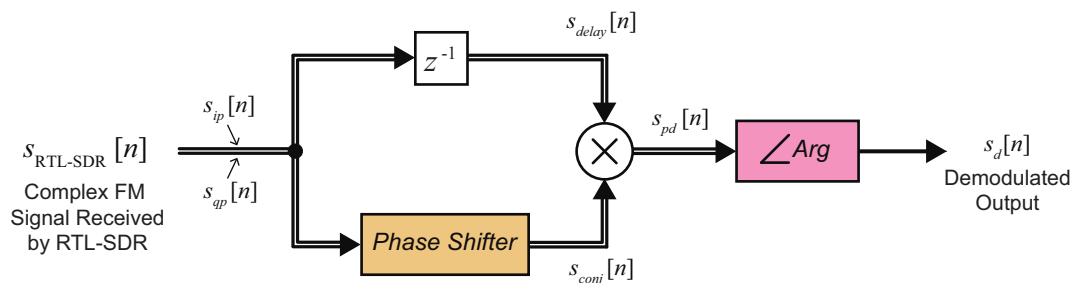 s_delay[n]
z^-1
s_ip[n]
s_RTL-SDR [n]
s_qp[n]
Complex FM
Signal Received
by RTL-SDR
s_pd[n]
∠Arg
s_d[n]
Demodulated
Output
Phase Shifter
s_conj[n]